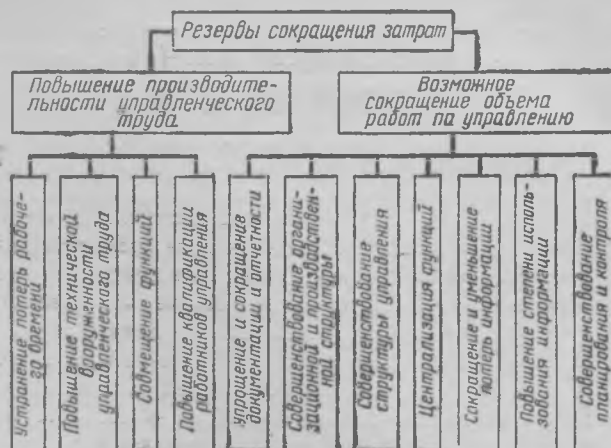 Резервы сокращения затрат
Повышение производите-
льности управленческого
труда
Возможное
сокращение объема
работ по управлению
Устранение потерь рабоче-
го времени
Повышение технической
вооруженности
управленческого труда
Совмещение функций
Повышение квалификации
работников управления
Упрощение и сокращение
документации и отчетности
Совершенствование органи-
зационной и производствен-
ной структуры
Совершенствование
структуры управления
Централизация функций
Сокращение и уменьшение
потерь информации
Повышение степени исполь-
зования информации
Совершенствование
планирования и контроля